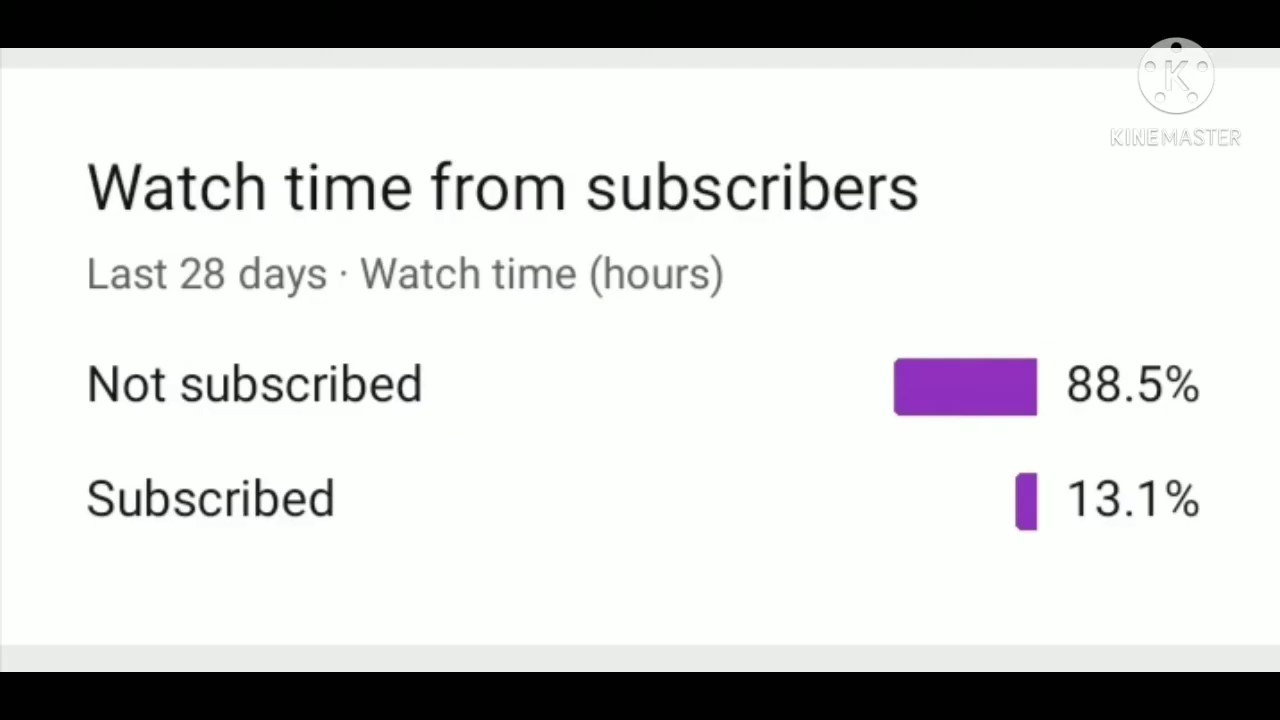 KINEMASTER
Watch time from subscribers
Last 28 days · Watch time (hours)
Not subscribed 88.5%
Subscribed 13.1%